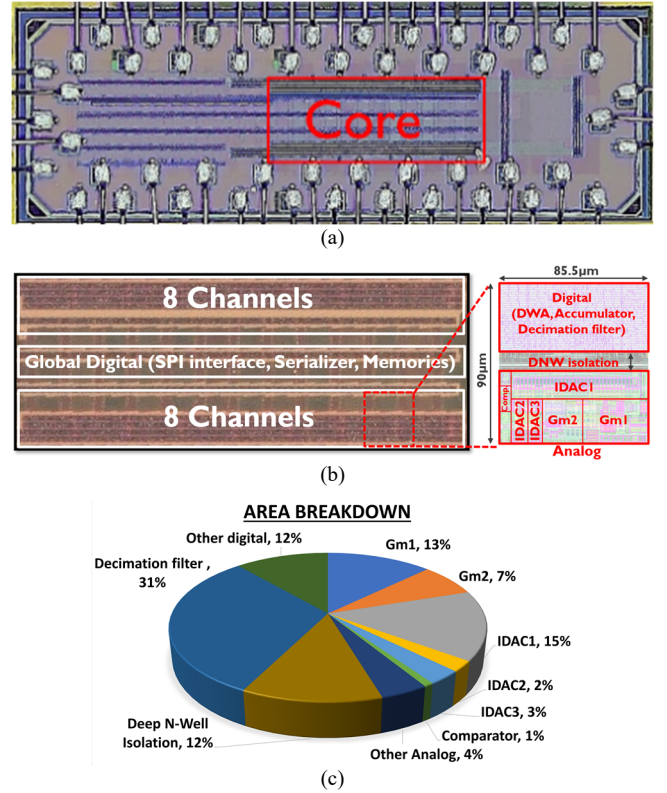 Core
(a)
8 Channels
Global Digital (SPI interface, Serializer, Memories)
8 Channels
85.5μm
90μm
Digital
(DWA, Accumulator,
Decimation filter)
DNW isolation
IDAC1
Comp.
IDAC2
IDAC3
Gm2
Gm1
Analog
(b)
AREA BREAKDOWN
Other digital, 12%
Gm1, 13%
Decimation filter ,
31%
Gm2, 7%
IDAC1, 15%
IDAC2, 2%
IDAC3, 3%
Deep N-Well
Isolation, 12%
Comparator, 1%
Other Analog, 4%
(c)